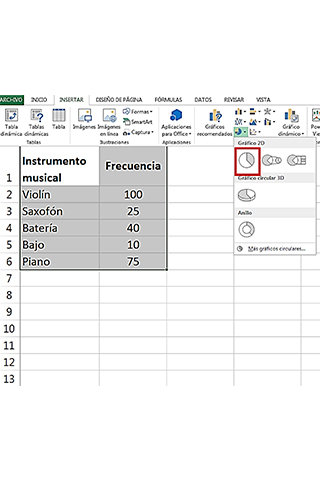 ARCHIVO INICIO INSERTAR DISEÑO DE PÁGINA FÓRMULAS DATOS REVISAR VISTA
Tabla dinámica Tablas dinámicas Tabla Imágenes Imágenes en línea Formas SmartArt Captura Aplicaciones para Office Gráficos recomendados Gráfico dinámico Power
Tablas Ilustraciones Aplicaciones
Gráfico 2D
Gráfico circular 3D
Anillo
Más gráficos circulares...
1 Instrumento musical Frecuencia
2 Violín 100
3 Saxofón 25
4 Batería 40
5 Bajo 10
6 Piano 75
7
8
9
10
11
12
13